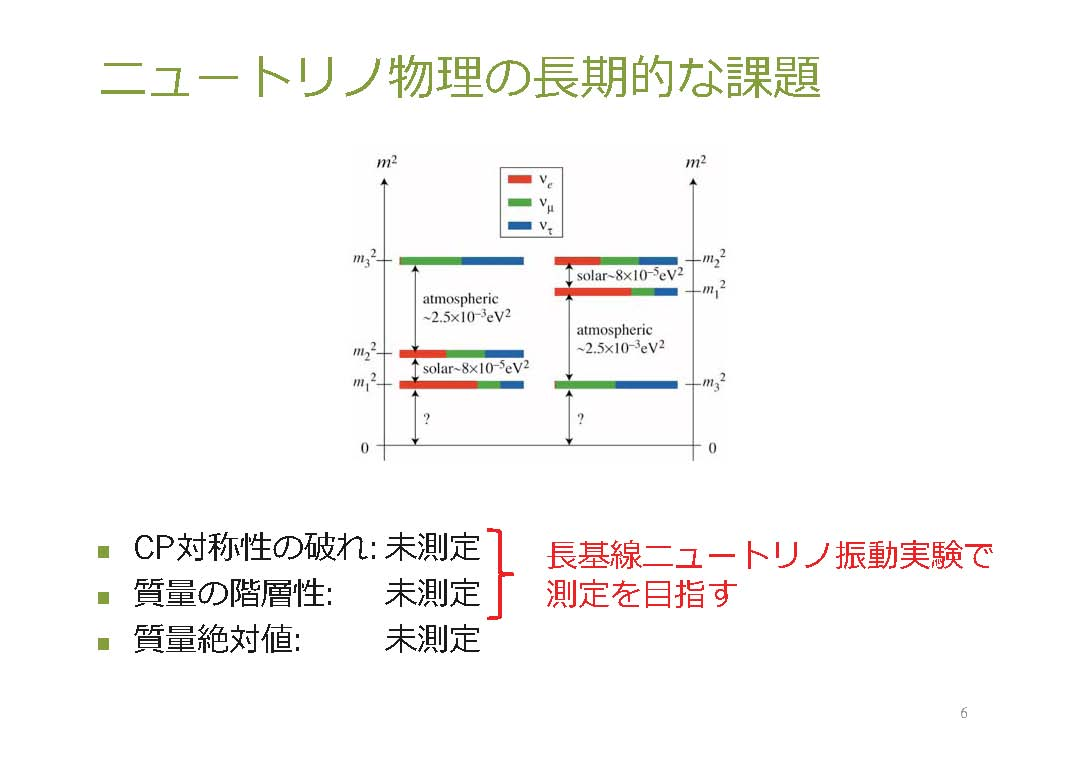 ニュートリノ物理の長期的な課題
m² m²
νe
νμ
ντ
m₃² m₂²
solar~8×10⁻⁵eV²
m₁²
atmospheric
~2.5×10⁻³eV²
atmospheric
~2.5×10⁻³eV²
m₂²
solar~8×10⁻⁵eV²
m₁² m₃²
? ?
0 0
■ CP対称性の破れ: 未測定
■ 質量の階層性: 未測定
■ 質量絶対値: 未測定
長基線ニュートリノ振動実験で
測定を目指す
6